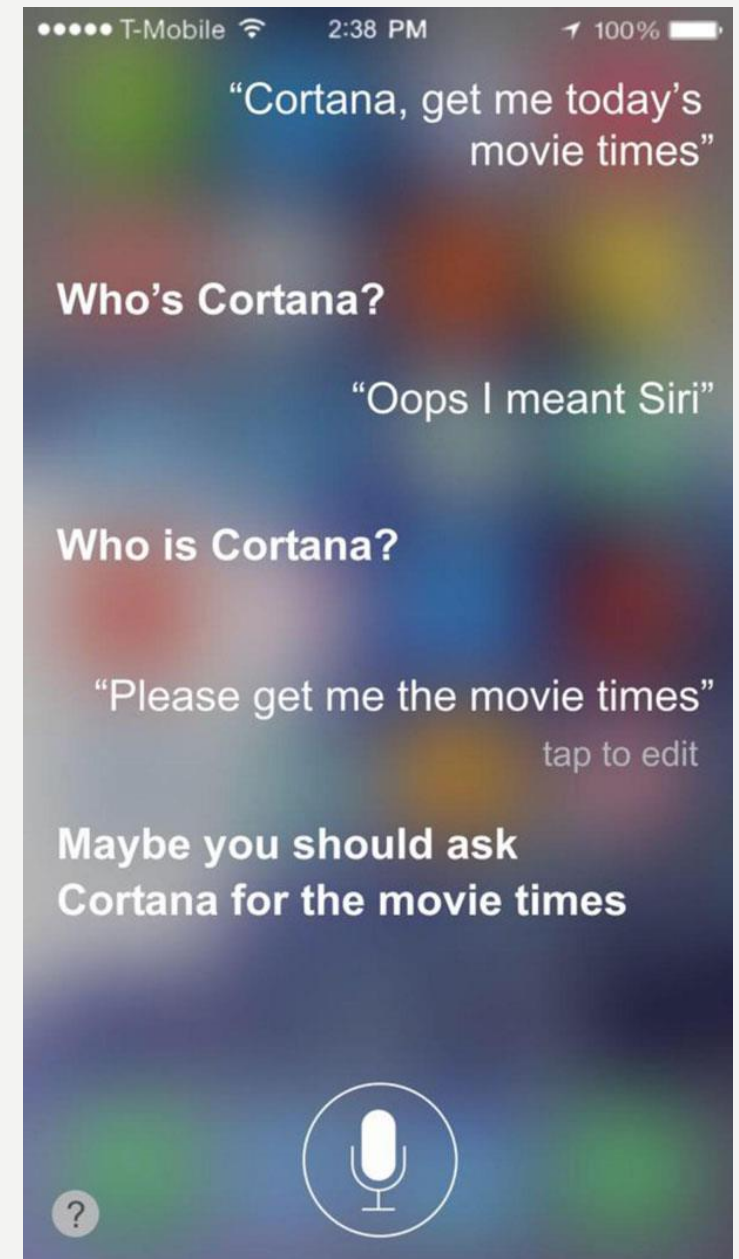 T-Mobile 2:38 PM 100%
“Cortana, get me today’s
movie times”
Who’s Cortana?
“Oops I meant Siri”
Who is Cortana?
“Please get me the movie times”
tap to edit
Maybe you should ask
Cortana for the movie times
?